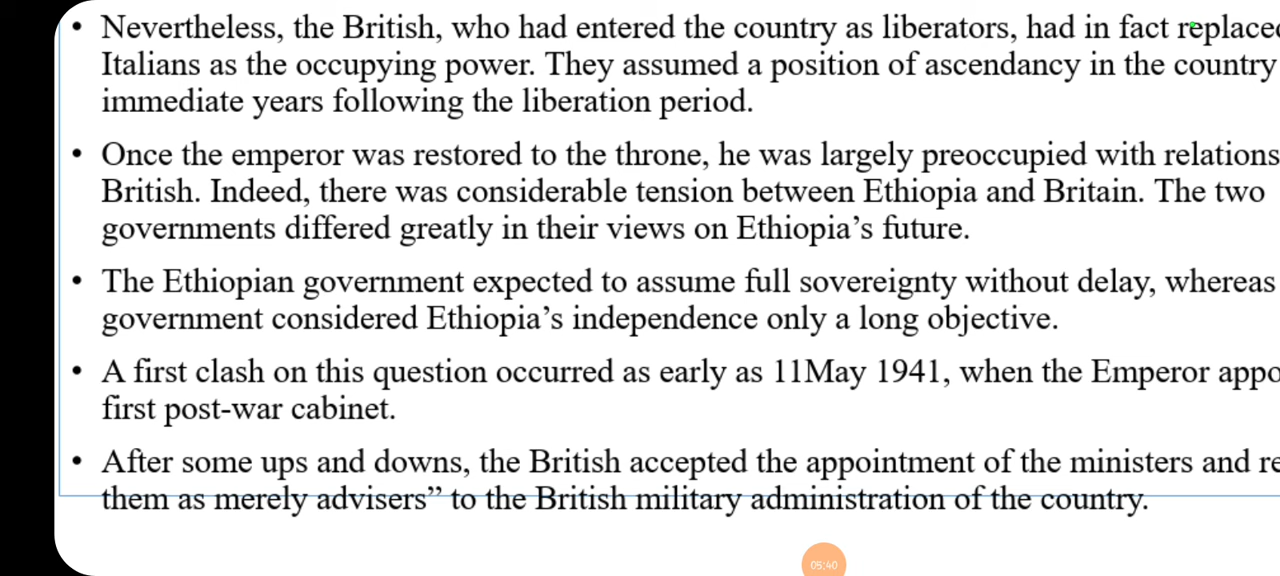 • Nevertheless, the British, who had entered the country as liberators, had in fact replaced
Italians as the occupying power. They assumed a position of ascendancy in the country
immediate years following the liberation period.
• Once the emperor was restored to the throne, he was largely preoccupied with relations
British. Indeed, there was considerable tension between Ethiopia and Britain. The two
governments differed greatly in their views on Ethiopia’s future.
• The Ethiopian government expected to assume full sovereignty without delay, whereas
government considered Ethiopia’s independence only a long objective.
• A first clash on this question occurred as early as 11May 1941, when the Emperor appo
first post-war cabinet.
• After some ups and downs, the British accepted the appointment of the ministers and re
them as merely advisers” to the British military administration of the country.
05:40